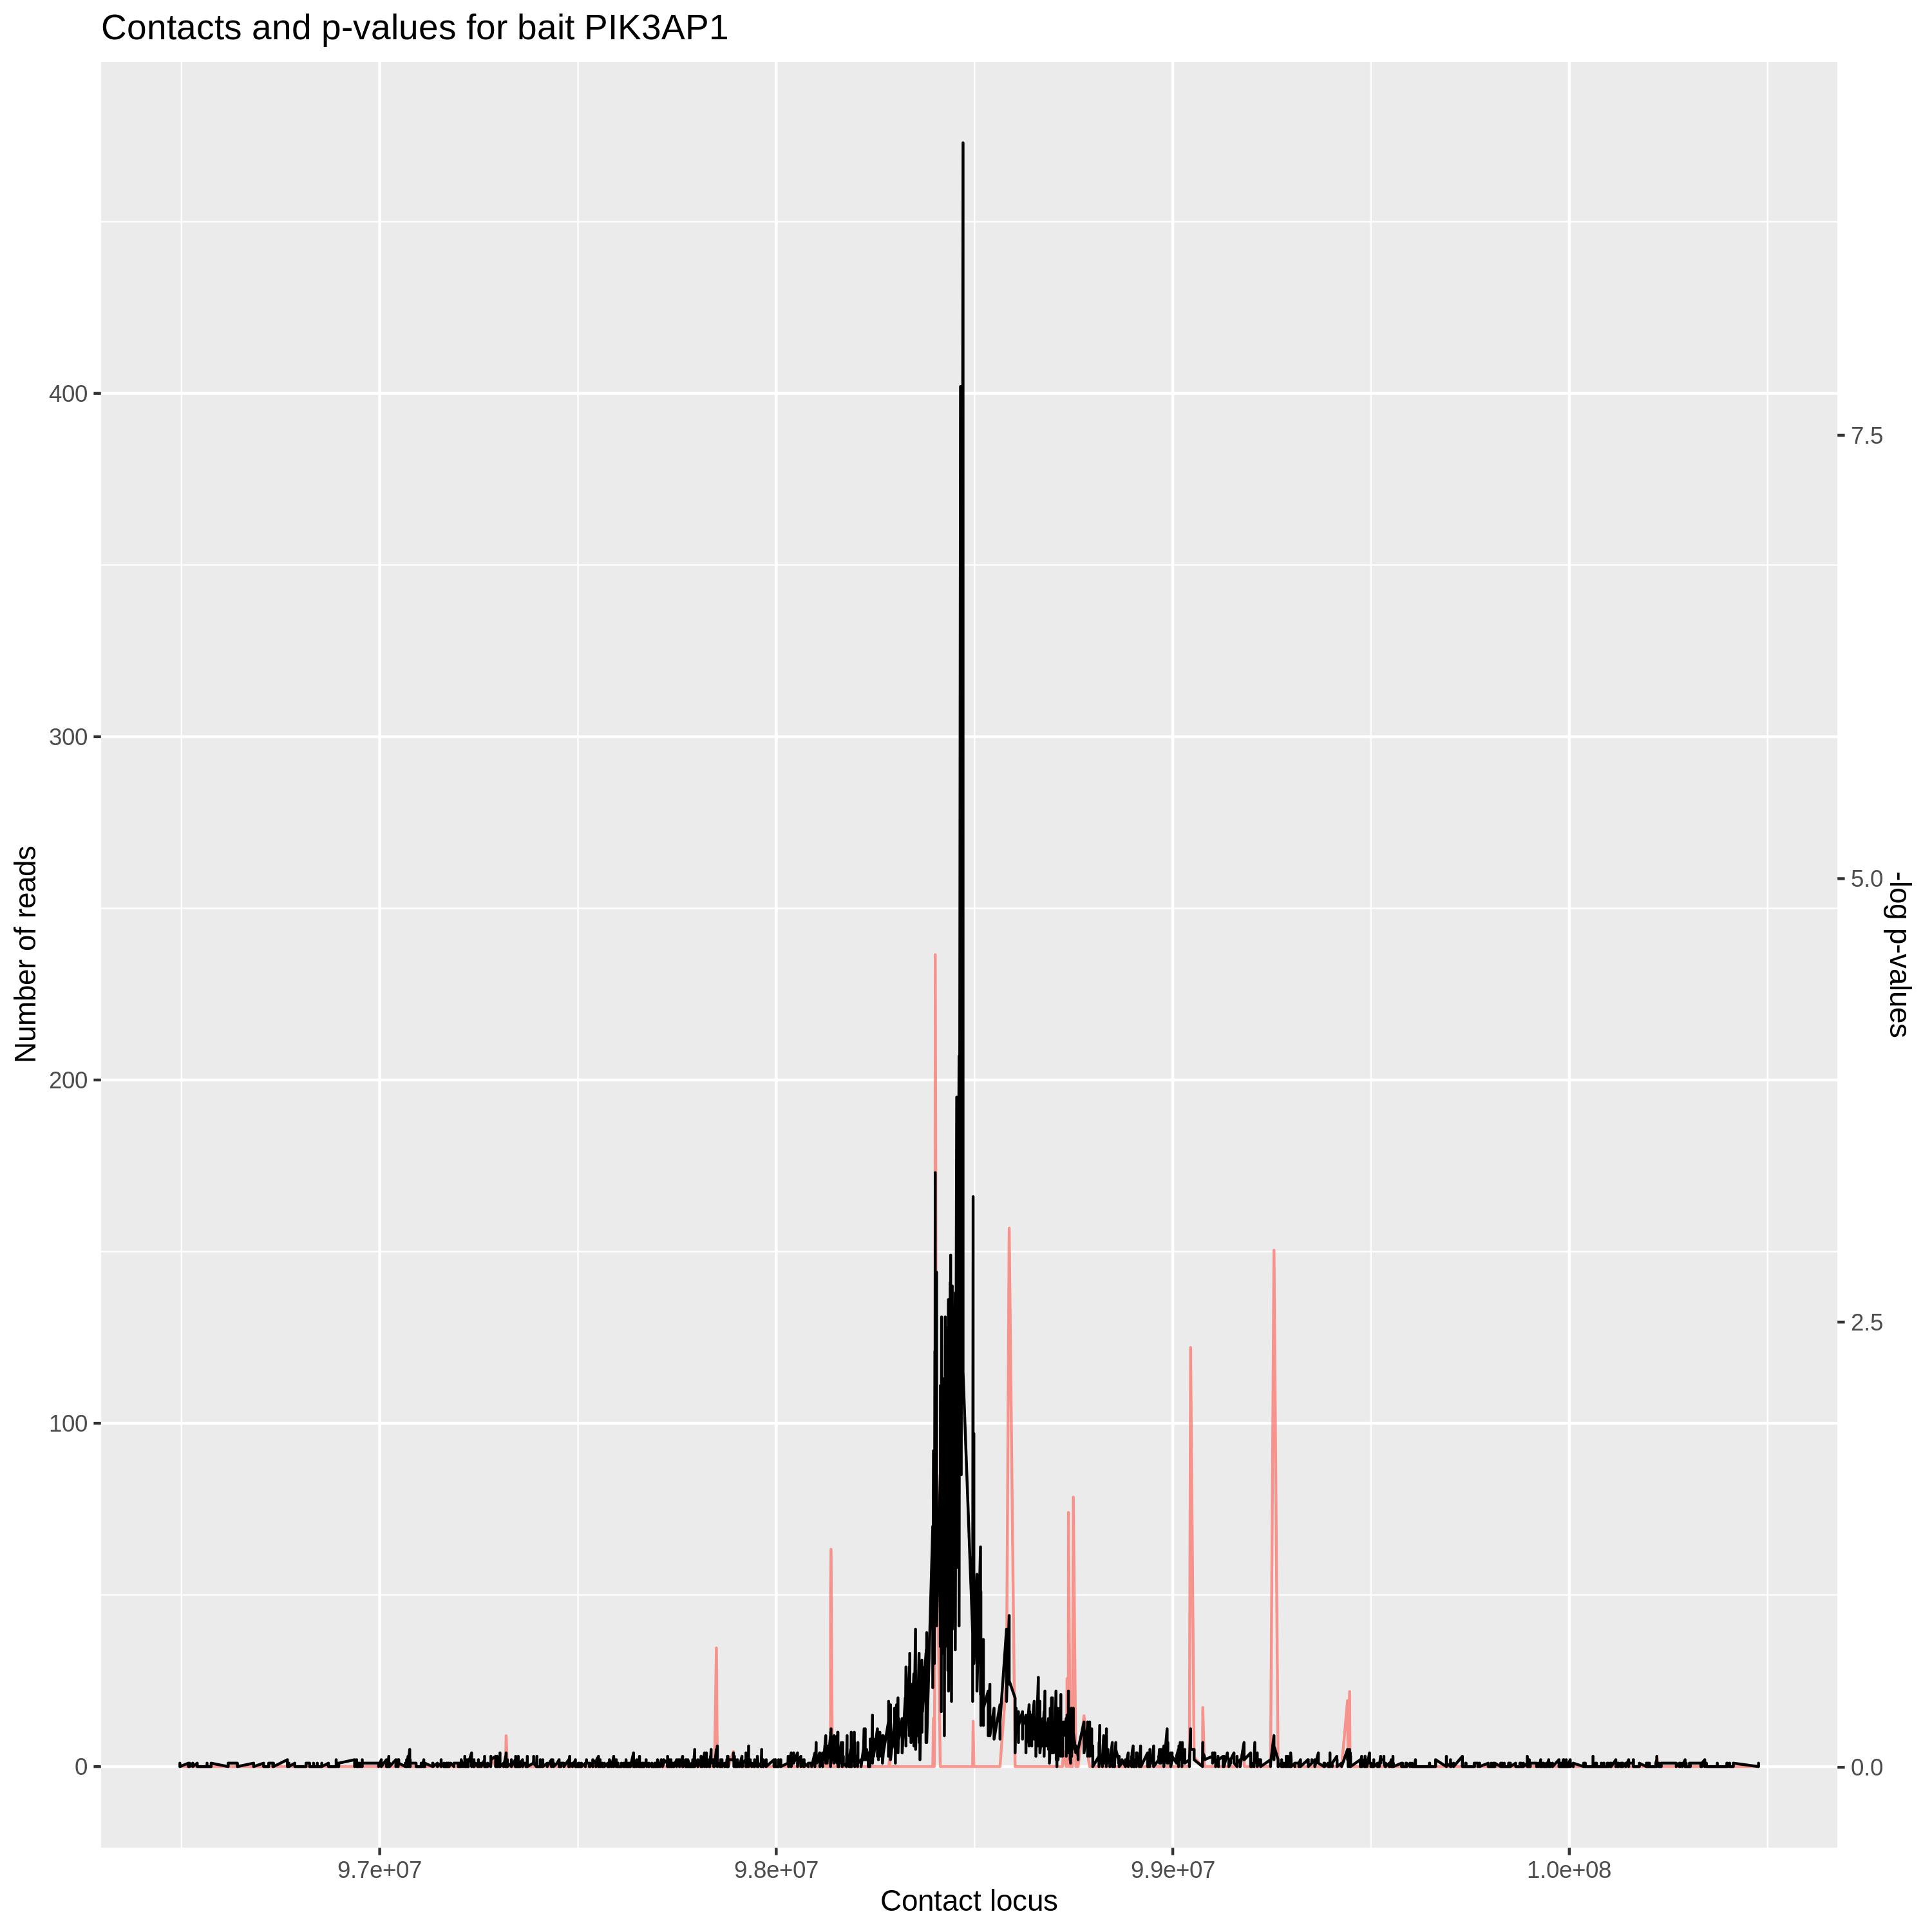 Contacts and p-values for bait PIK3AP1
400
300
200
100
0
Number of reads
7.5
5.0
2.5
0.0
-log p-values
9.7e+07
9.8e+07
9.9e+07
1.0e+08
Contact locus